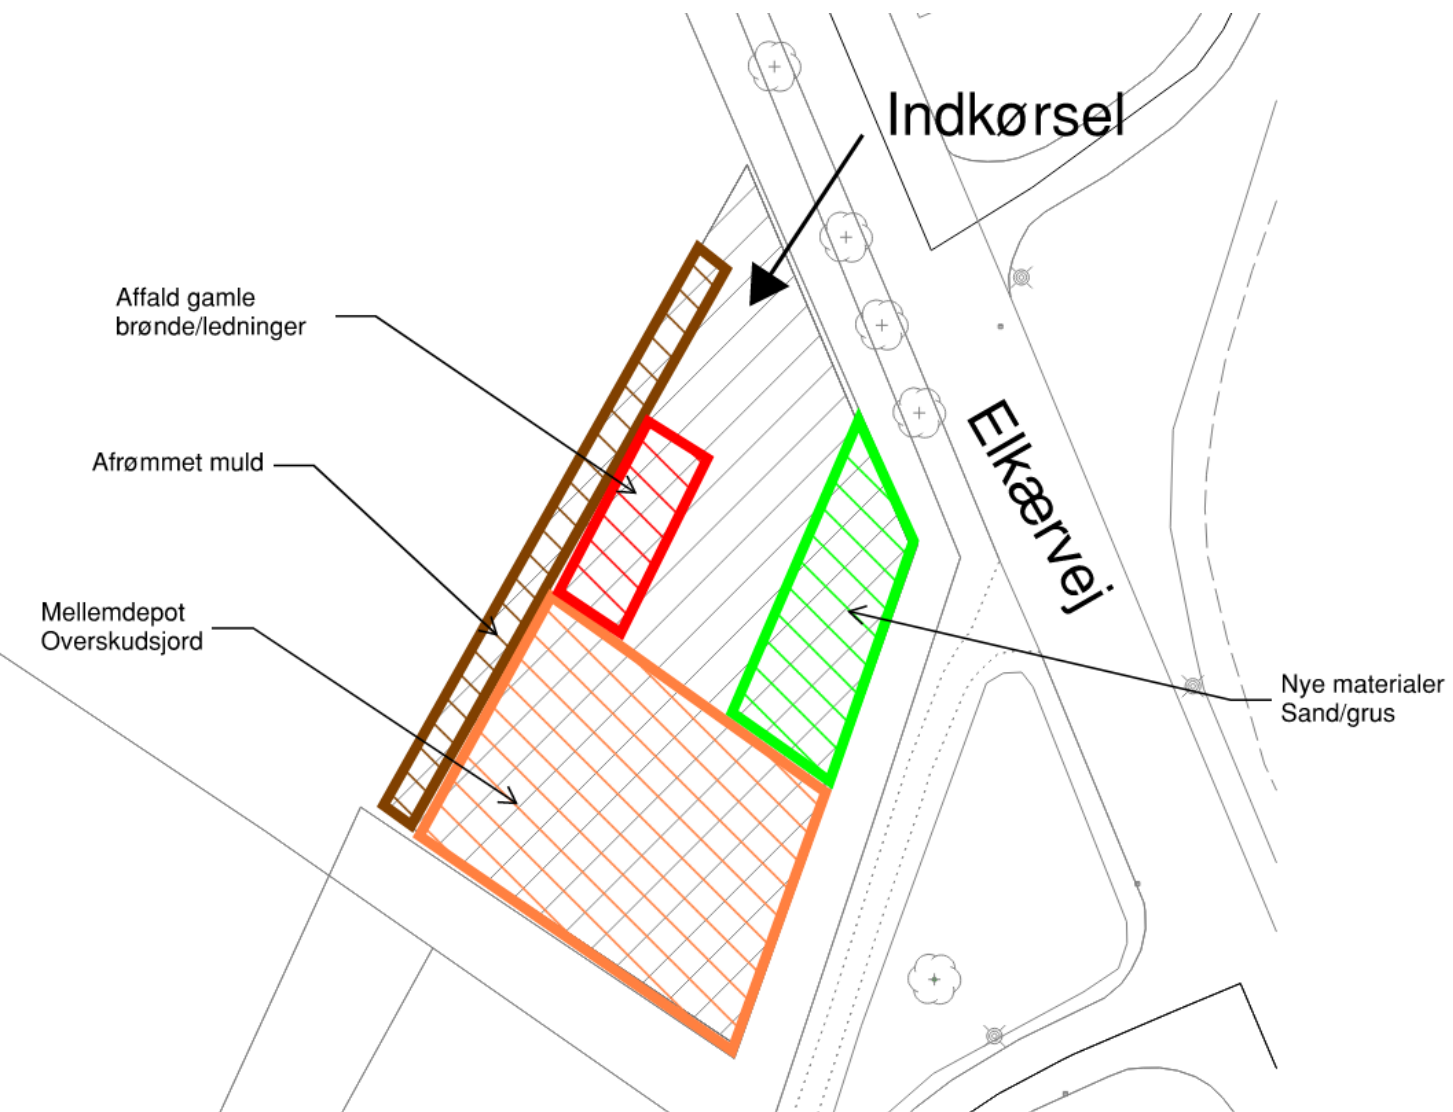 Indkørsel
Affald gamle
brønde/ledninger
Afrømmet muld
Elkærvej
Mellemdepot
Overskudsjord
Nye materialer
Sand/grus